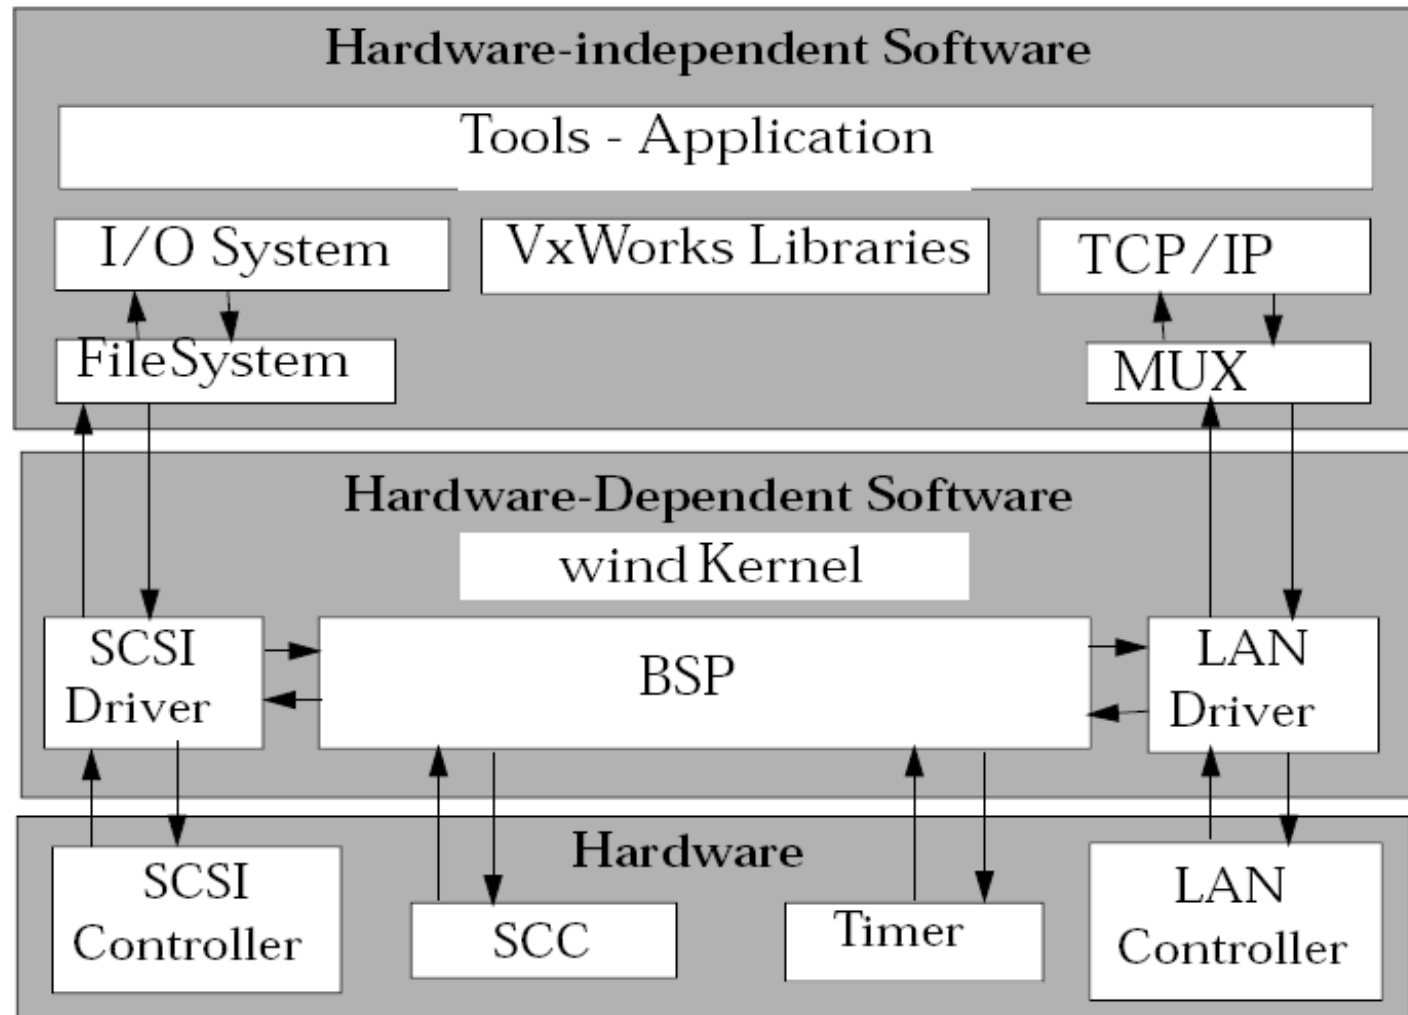 Hardware-independent Software
Tools - Application
I/O System
VxWorks Libraries
TCP/IP
FileSystem
MUX
Hardware-Dependent Software
wind Kernel
SCSI
Driver
BSP
LAN
Driver
Hardware
SCSI
Controller
SCC
Timer
LAN
Controller